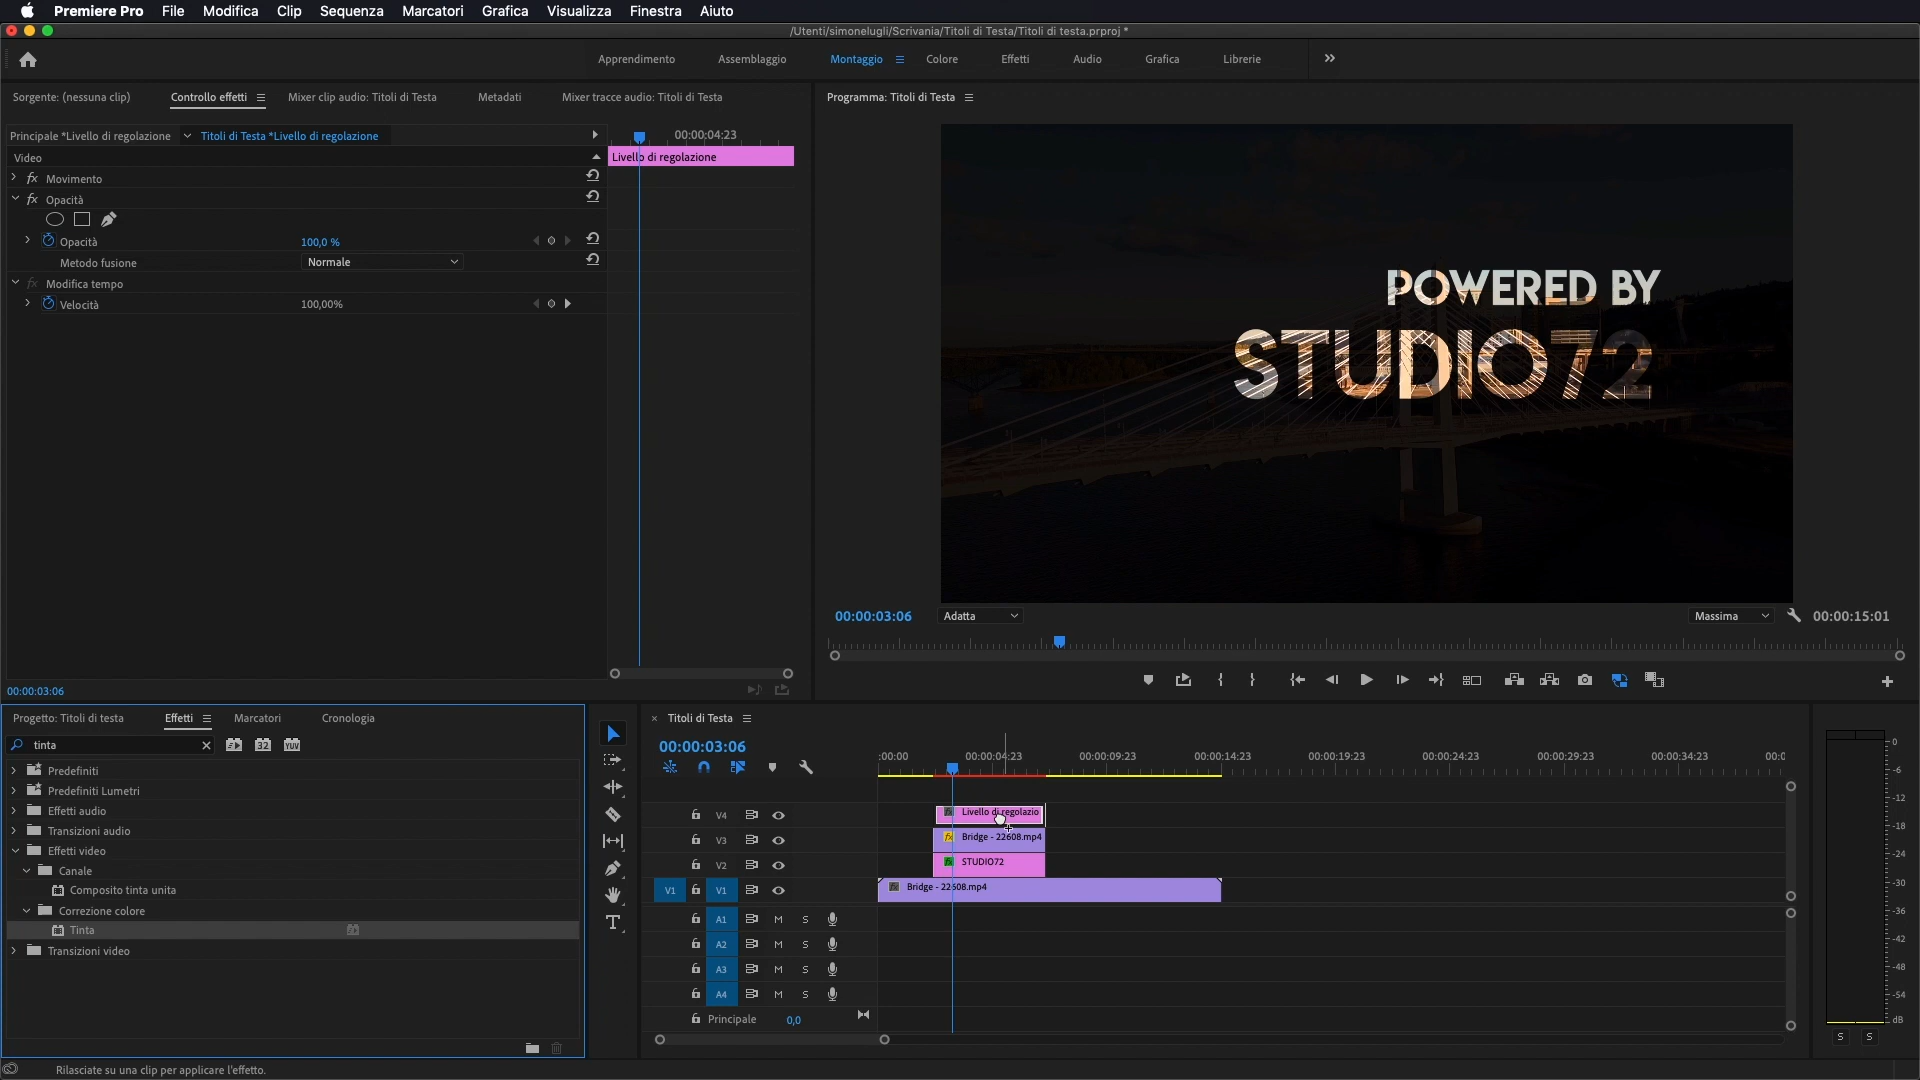 Premiere Pro File Modifica Clip Sequenza Marcatori Grafica Visualizza Finestra Aiuto
/Utenti/simonelugli/Scrivania/Titoli di Testa/Titoli di testa.prproj *
Apprendimento Assemblaggio Montaggio Colore Effetti Audio Grafica Librerie
Sorgente: (nessuna clip) Controllo effetti Mixer clip audio: Titoli di Testa Metadati Mixer tracce audio: Titoli di Testa
Programma: Titoli di Testa
Principale *Livello di regolazione Titoli di Testa *Livello di regolazione
00:00:04:23
Video
Livello di regolazione
fx Movimento
fx Opacità
Opacità 100,0 %
Metodo fusione Normale
fx Modifica tempo
Velocità 100,00%
POWERED BY
STUDIO72
00:00:03:06 Adatta Massima 00:00:15:01
00:00:03:06
Progetto: Titoli di testa Effetti Marcatori Cronologia
tinta 32 YUV
Predefiniti
Predefiniti Lumetri
Effetti audio
Transizioni audio
Effetti video
Canale
Composito tinta unita
Correzione colore
Tinta
Transizioni video
Titoli di Testa
00:00:03:06
:00:00 00:00:04:23 00:00:09:23 00:00:14:23 00:00:19:23 00:00:24:23 00:00:29:23 00:00:34:23 00:0
V4 fx Livello di regolazio
V3 fx Bridge - 22608.mp4
V2 fx STUDIO72
V1 V1 fx Bridge - 22608.mp4
A1 M S
A2 M S
A3 M S
A4 M S
Principale 0,0
0
-6
-12
-30
-36
-42
-48
-54
dB
S S
Rilasciate su una clip per applicare l'effetto.